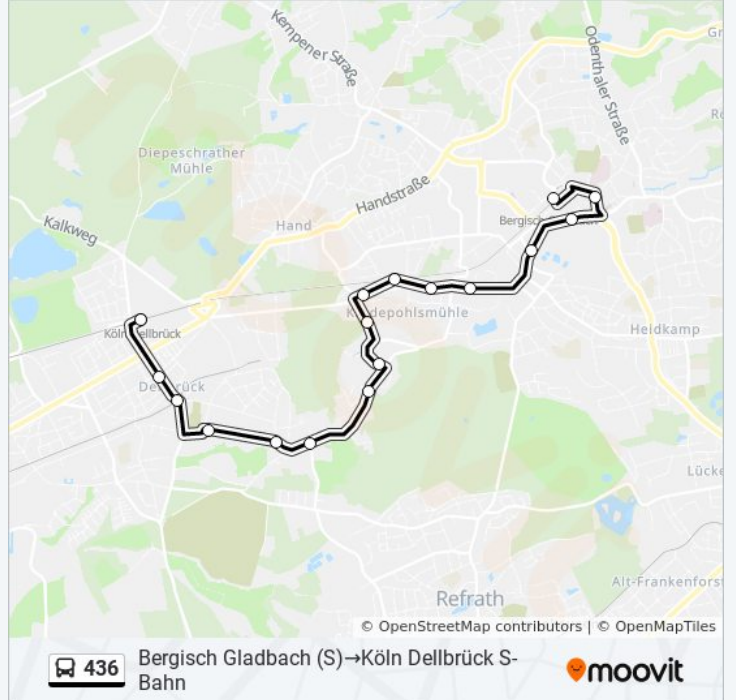 Kempener Straße
Odenthaler Straße
Gr
Diepeschrather
Mühle
Handstraße
Kalkweg
Hand
Bergisch
Köln Dellbrück
Heidkamp
Lücke
Alt-Frankenforst
Refrath
© OpenStreetMap contributors | © OpenMapTiles
436
Bergisch Gladbach (S)→Köln Dellbrück S-
Bahn
moovit